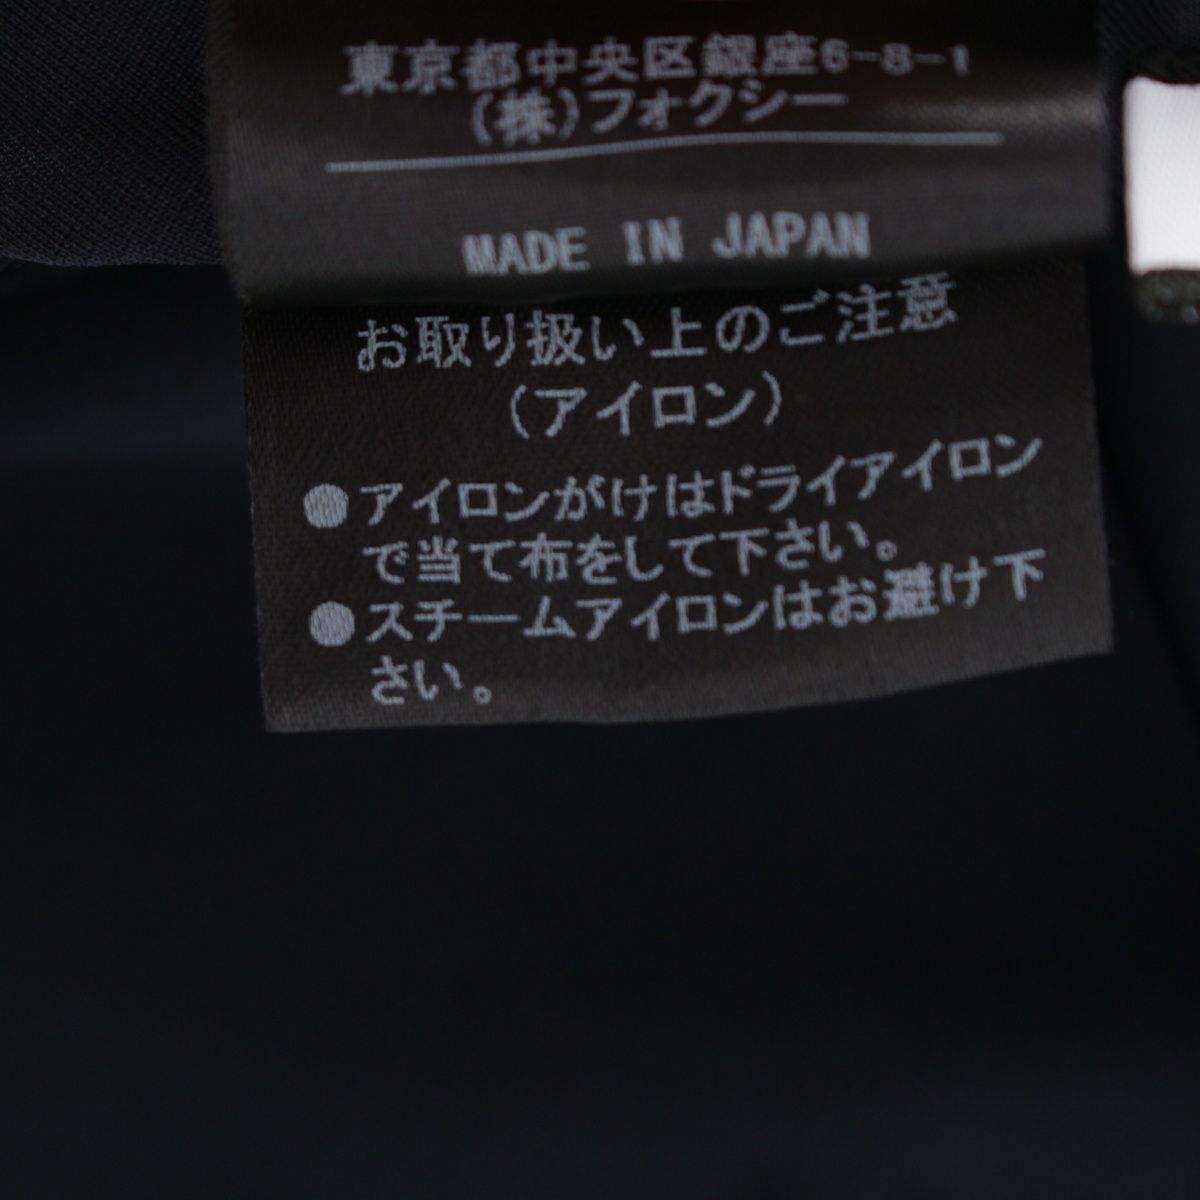 東京都中央区銀座6-8-1
(株)フォクシー
MADE IN JAPAN
お取り扱い上のご注意
(アイロン)
●アイロンがけはドライアイロン
で当て布をして下さい。
●スチームアイロンはお避け下
さい。